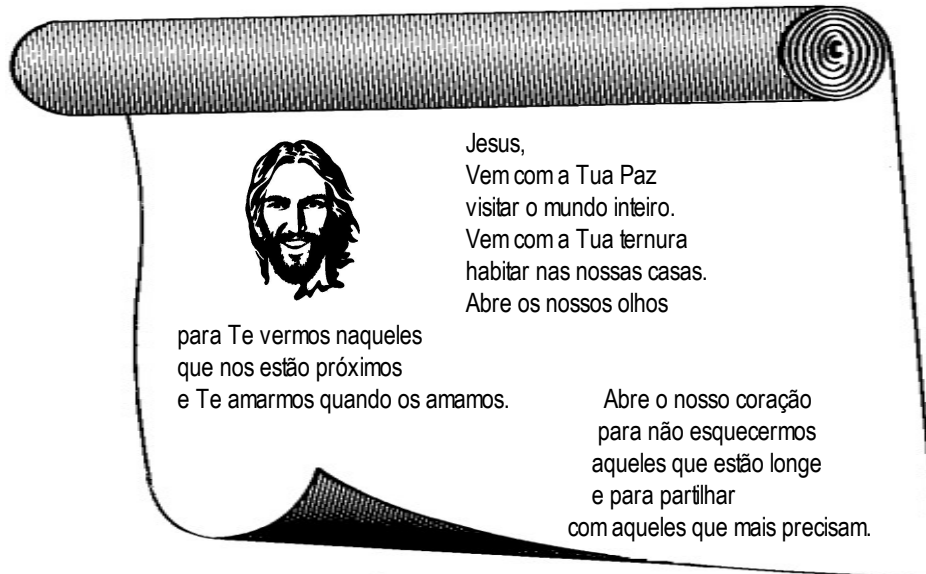 Jesus,
Vem com a Tua Paz
visitar o mundo inteiro.
Vem com a Tua ternura
habitar nas nossas casas.
Abre os nossos olhos
para Te vermos naqueles
que nos estão próximos
e Te amarmos quando os amamos.
Abre o nosso coração
para não esquecermos
aqueles que estão longe
e para partilhar
com aqueles que mais precisam.